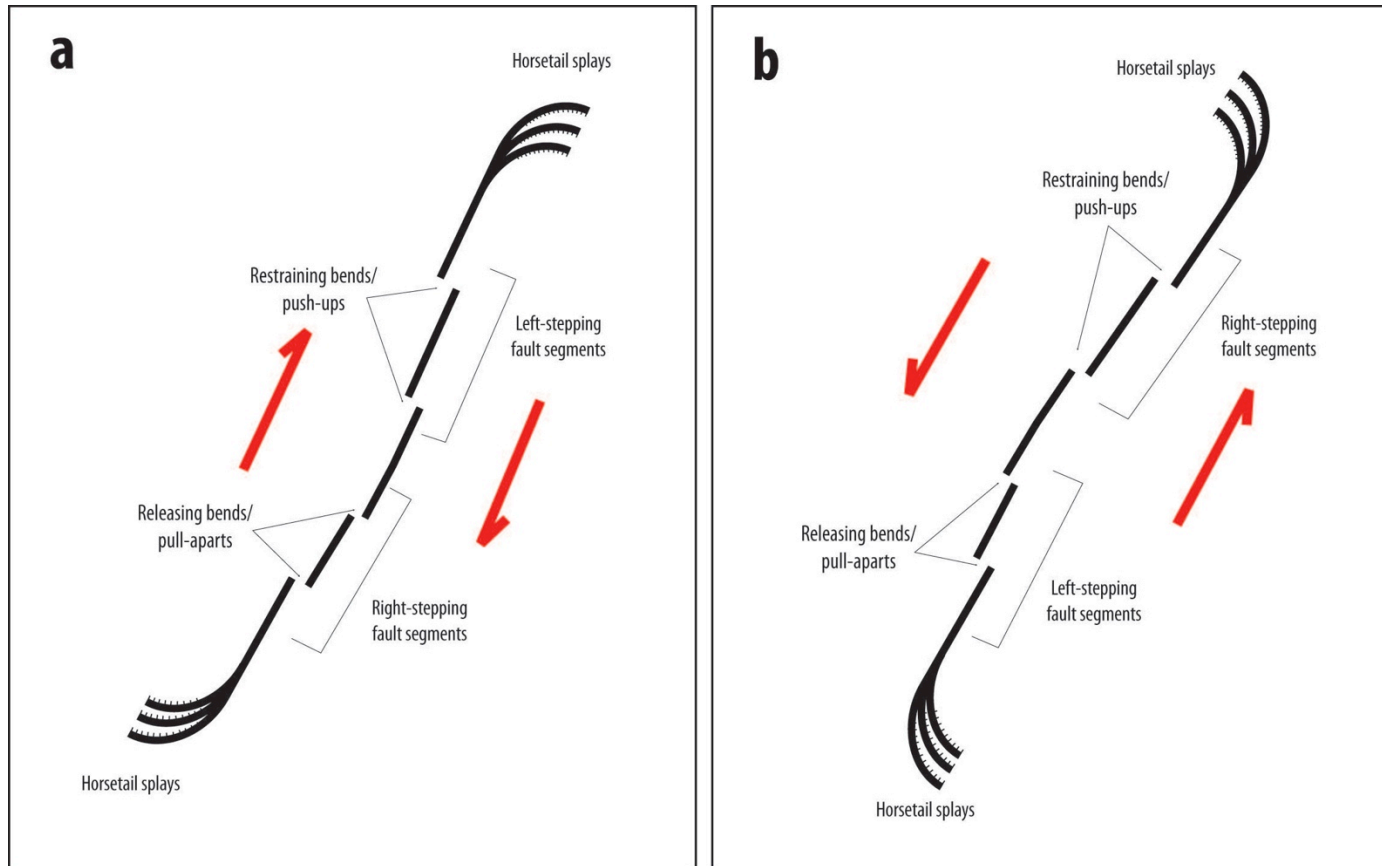 a
Horsetail splays
Restraining bends/
push-ups
Left-stepping
fault segments
Releasing bends/
pull-aparts
Right-stepping
fault segments
Horsetail splays
b
Horsetail splays
Restraining bends/
push-ups
Right-stepping
fault segments
Releasing bends/
pull-aparts
Left-stepping
fault segments
Horsetail splays